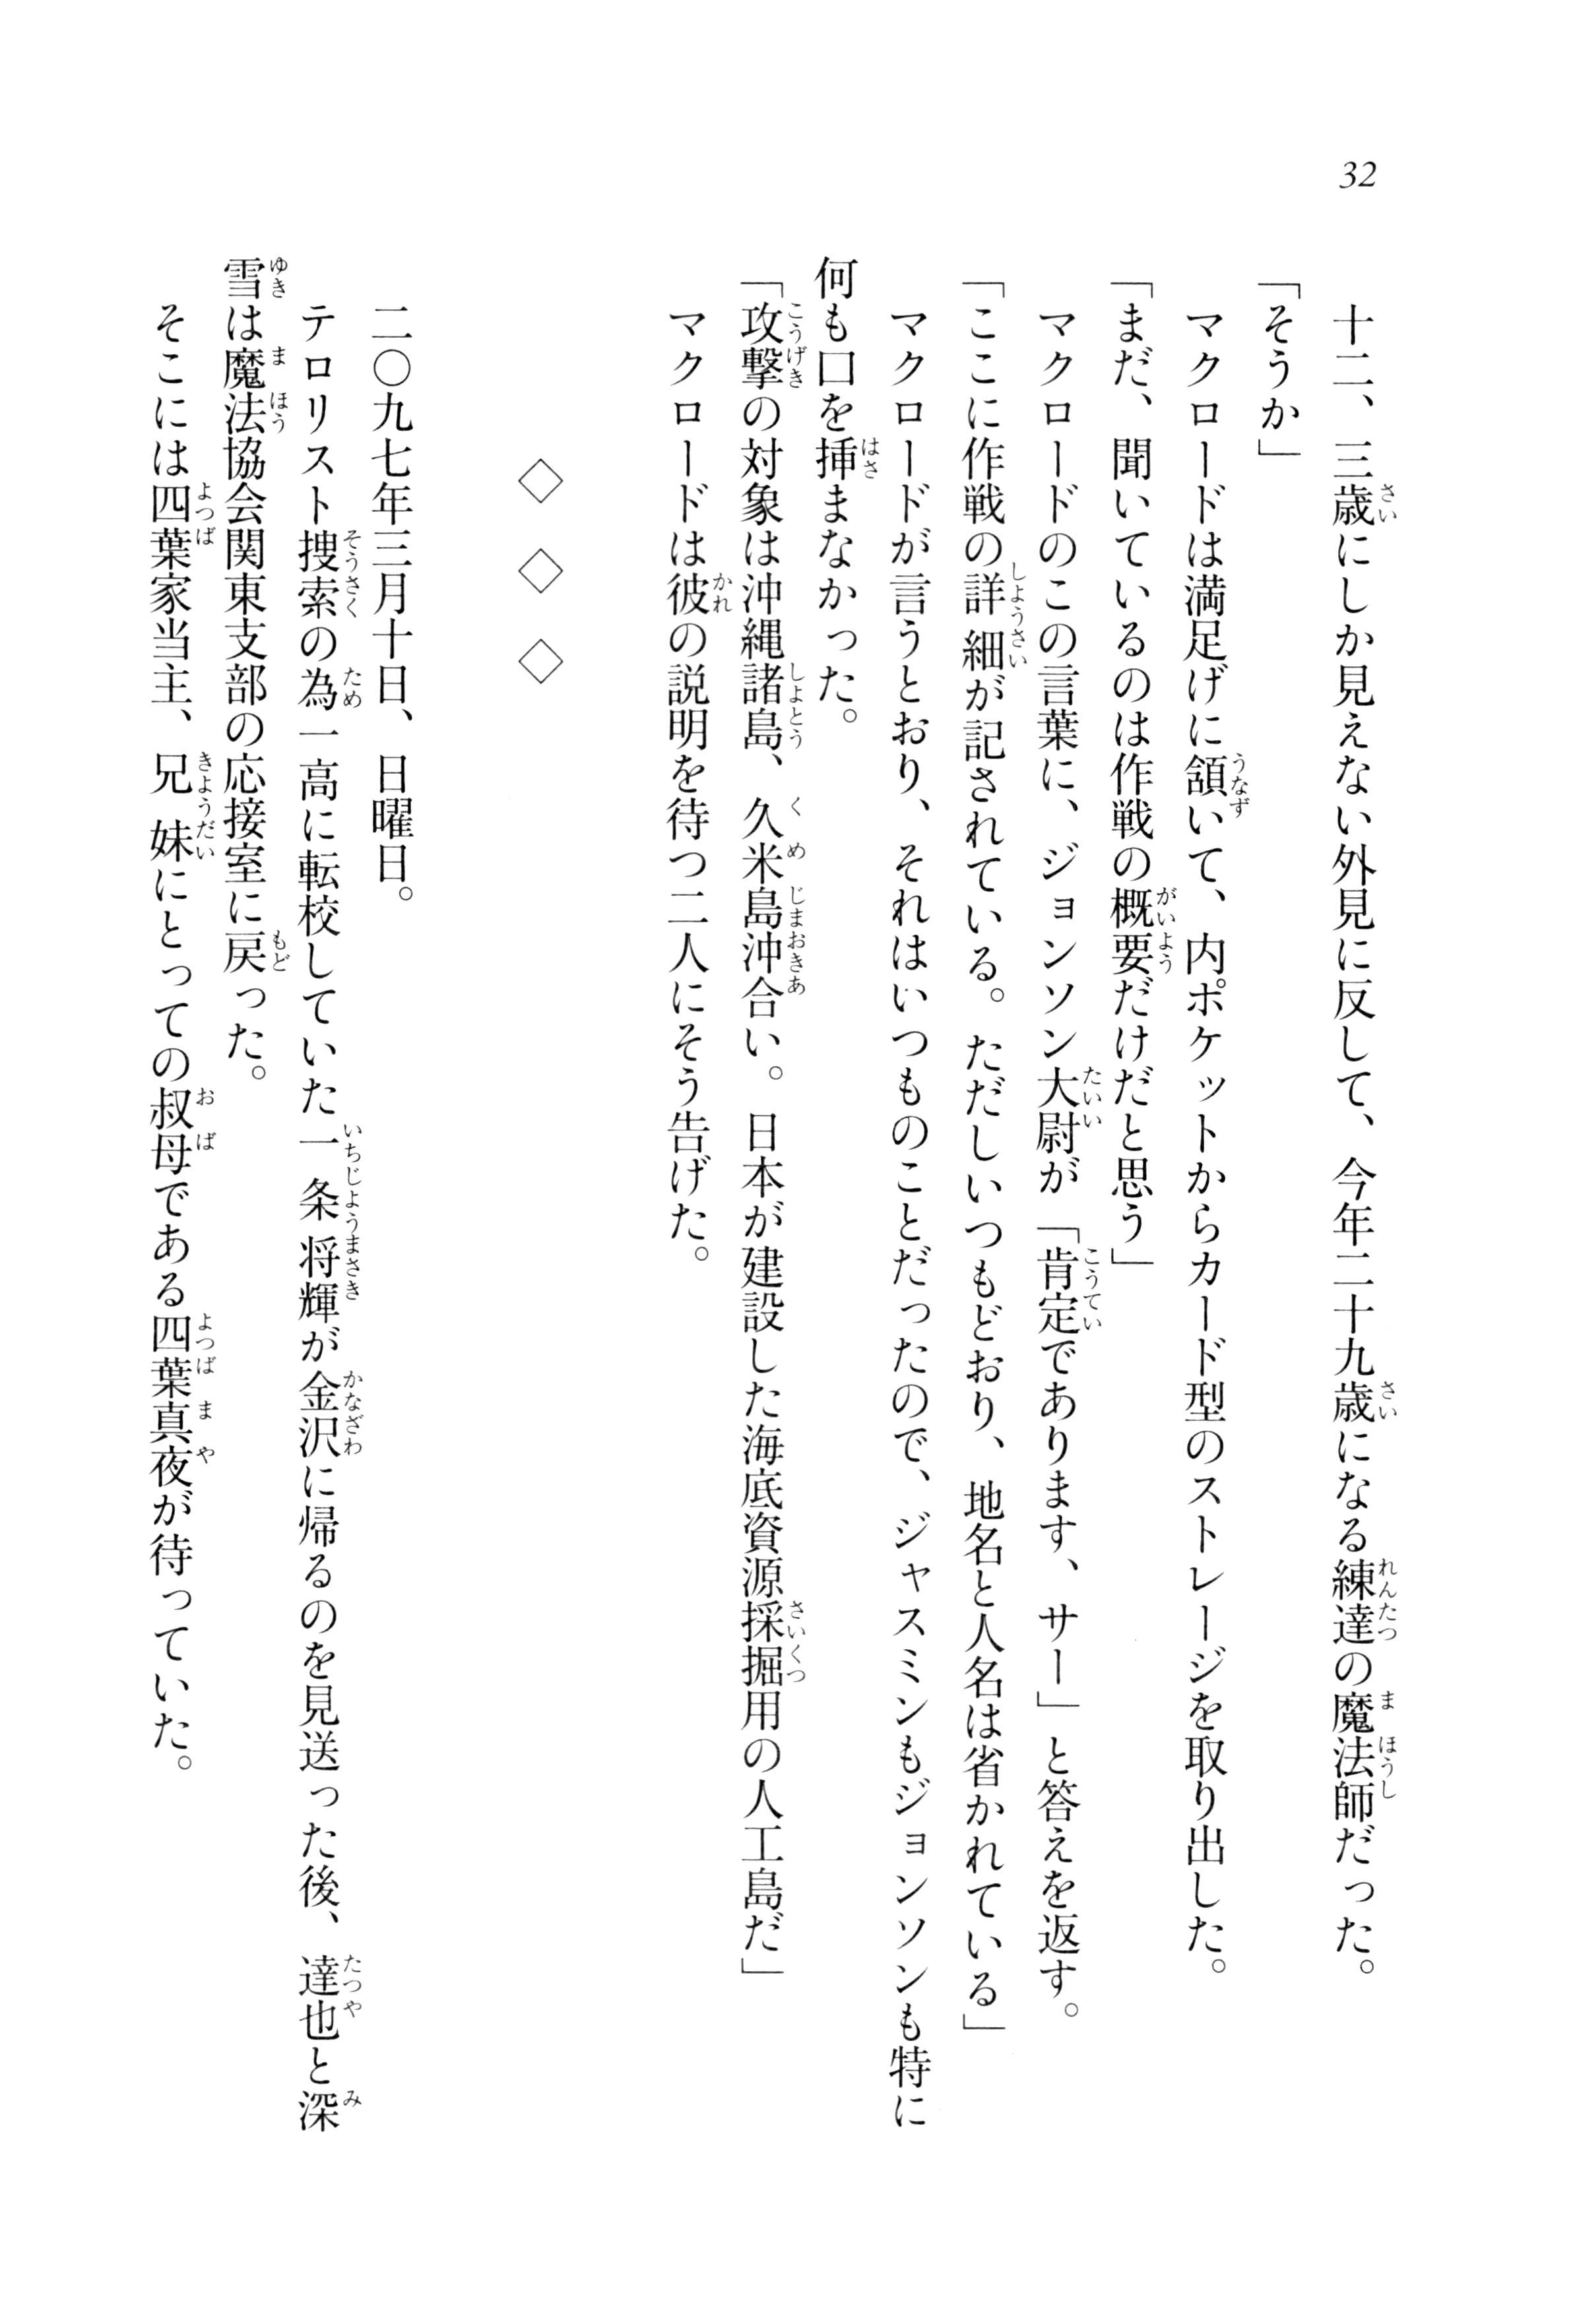 32
十二、三歳にしか見えない外見に反して、今年二十九歳になる練達の魔法師だった。
「そうか」
マクロードは満足げに頷いて、内ポケットからカード型のストレージを取り出した。
「まだ、聞いているのは作戦の概要だけだと思う」
マクロードのこの言葉に、ジョンソン大尉が「肯定であります、サー」と答えを返す。
「ここに作戦の詳細が記されている。ただしいつもどおり、地名と人名は省かれている」
マクロードが言うとおり、それはいつものことだったので、ジャスミンもジョンソンも特に
何も口を挿まなかった。
「攻撃の対象は沖縄諸島、久米島沖合い。日本が建設した海底資源採掘用の人工島だ」
マクロードは彼の説明を待つ二人にそう告げた。
◇ ◇ ◇
二〇九七年三月十日、日曜日。
テロリスト捜索の為一高に転校していた一条将輝が金沢に帰るのを見送った後、達也と深
雪は魔法協会関東支部の応接室に戻った。
そこには四葉家当主、兄妹にとっての叔母である四葉真夜が待っていた。